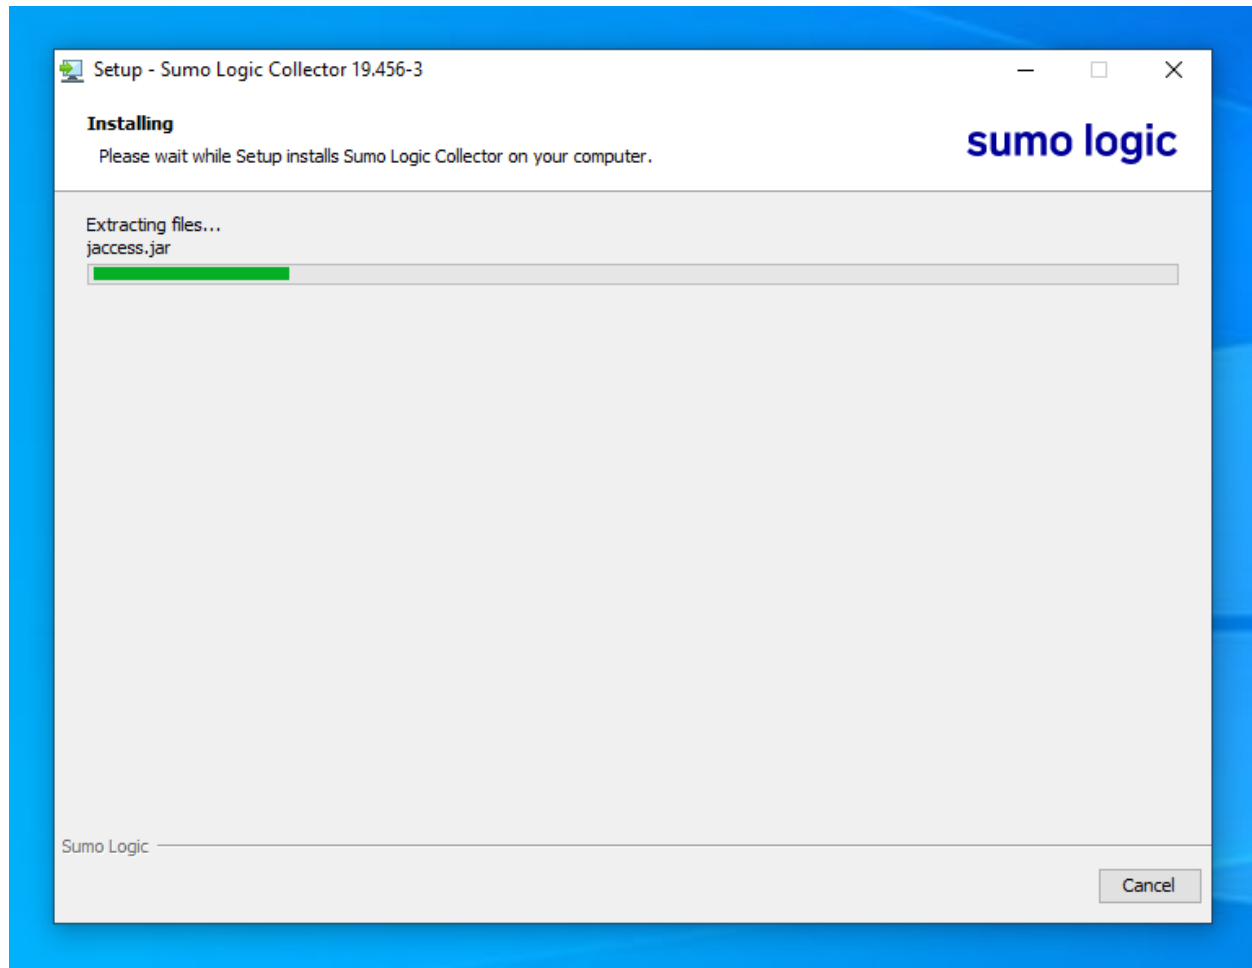 Setup - Sumo Logic Collector 19.456-3
Installing
Please wait while Setup installs Sumo Logic Collector on your computer.
sumo logic
Extracting files...
jaccess.jar
Sumo Logic
Cancel